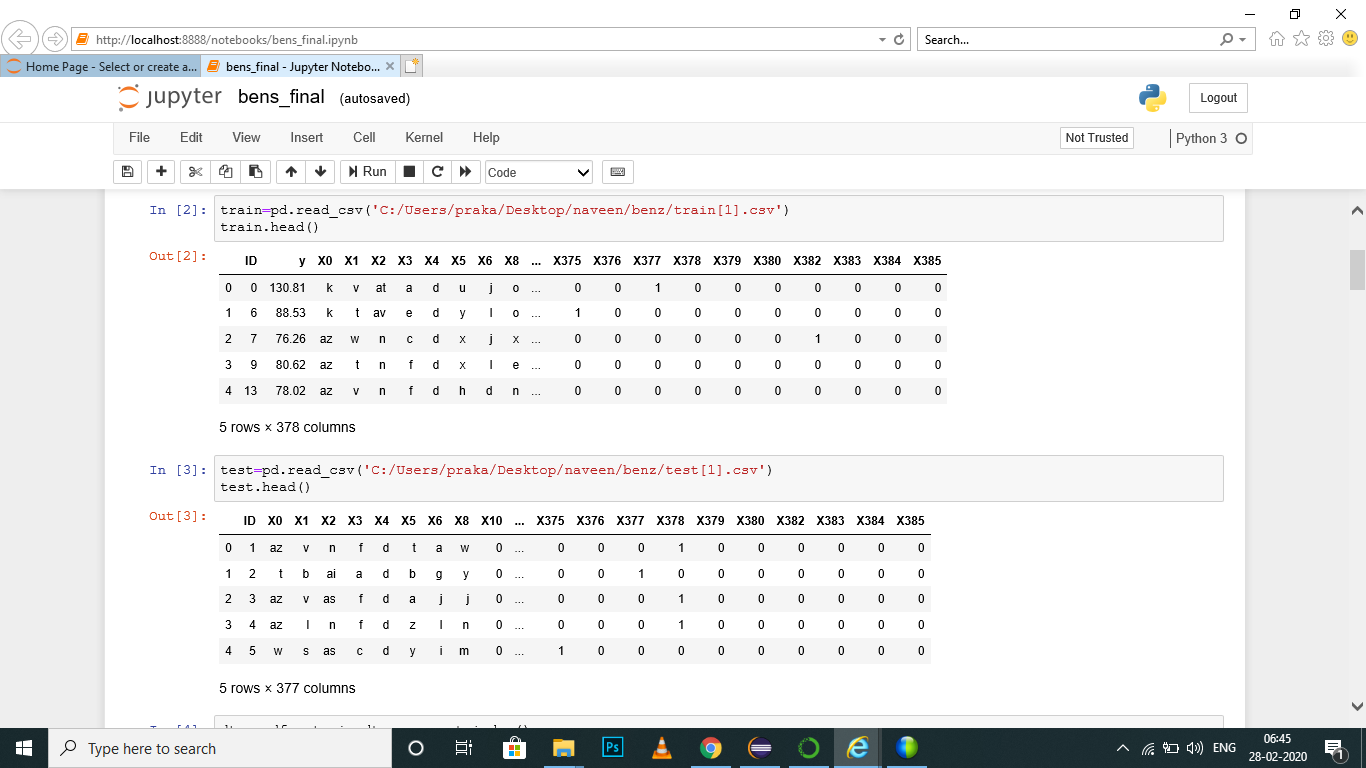 http://localhost:8888/notebooks/bens_final.ipynb
Search...
Home Page - Select or create a...
bens_final - Jupyter Notebo...
jupyter bens_final (autosaved)
Logout
File Edit View Insert Cell Kernel Help
Not Trusted
Python 3
Run
Code
In [2]: train=pd.read_csv('C:/Users/praka/Desktop/naveen/benz/train[1].csv')
train.head()
Out[2]:
ID y X0 X1 X2 X3 X4 X5 X6 X8 ... X375 X376 X377 X378 X379 X380 X382 X383 X384 X385
0 0 130.81 k v at a d u j o ... 0 0 1 0 0 0 0 0 0 0
1 6 88.53 k t av e d y l o ... 1 0 0 0 0 0 0 0 0 0
2 7 76.26 az w n c d x j x ... 0 0 0 0 0 0 1 0 0 0
3 9 80.62 az t n f d x l e ... 0 0 0 0 0 0 0 0 0 0
4 13 78.02 az v n f d h d n ... 0 0 0 0 0 0 0 0 0 0
5 rows × 378 columns
In [3]: test=pd.read_csv('C:/Users/praka/Desktop/naveen/benz/test[1].csv')
test.head()
Out[3]:
ID X0 X1 X2 X3 X4 X5 X6 X8 X10 ... X375 X376 X377 X378 X379 X380 X382 X383 X384 X385
0 1 az v n f d t a w 0 ... 0 0 0 1 0 0 0 0 0 0
1 2 t b ai a d b g y 0 ... 0 0 1 0 0 0 0 0 0 0
2 3 az v as f d a j j 0 ... 0 0 0 1 0 0 0 0 0 0
3 4 az l n f d z l n 0 ... 0 0 0 1 0 0 0 0 0 0
4 5 w s as c d y i m 0 ... 1 0 0 0 0 0 0 0 0 0
5 rows × 377 columns
Type here to search
Ps
ENG
06:45
28-02-2020
1